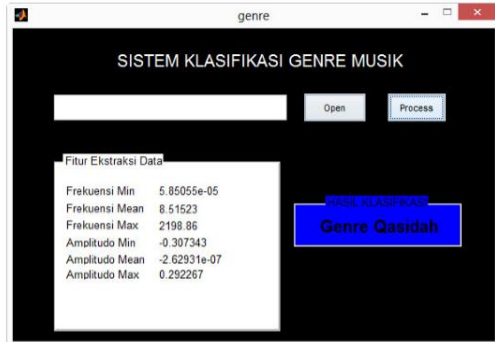 genre
SISTEM KLASIFIKASI GENRE MUSIK
Open
Process
Fitur Ekstraksi Data
Frekuensi Min 5.85055e-05
Frekuensi Mean 8.51523
Frekuensi Max 2198.86
Amplitudo Min -0.307343
Amplitudo Mean -2.62931e-07
Amplitudo Max 0.292267
HASIL KLASIFIKASI
Genre Qasidah